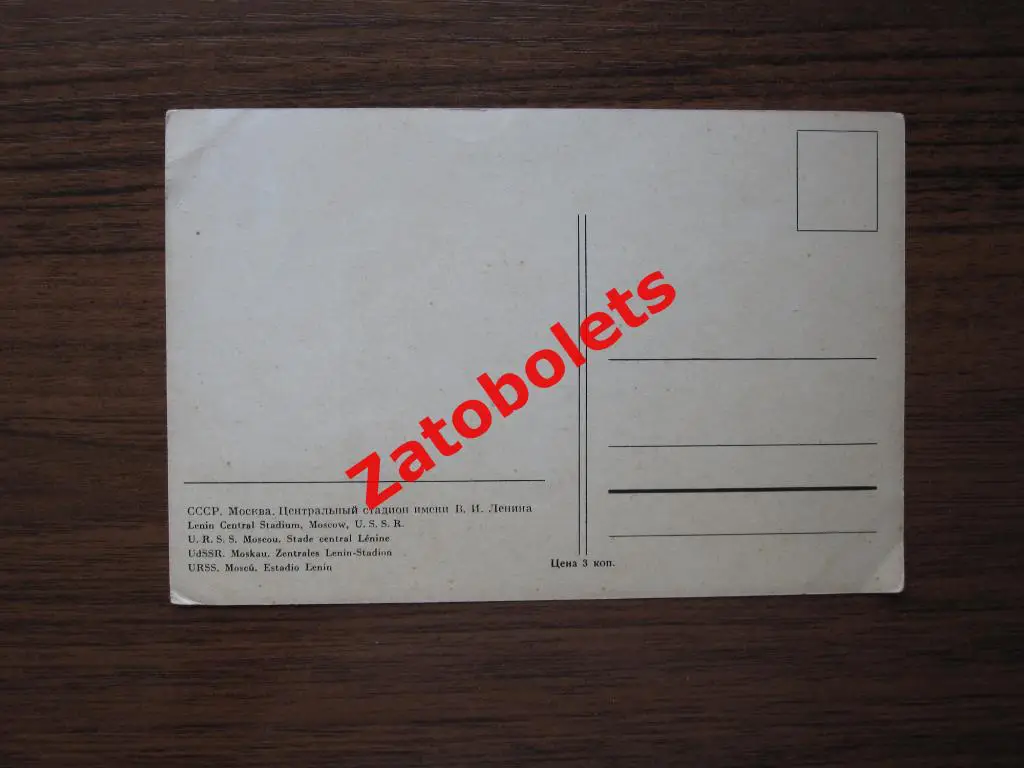 Zatobolets
СССР. Москва. Центральный стадион имени В. И. Ленина
Lenin Central Stadium, Moscow, U. S. S. R.
U. R. S. S. Moscou. Stade central Lénine
UdSSR. Moskau. Zentrales Lenin-Stadion
URSS. Moscú. Estadio Lenin
Цена 3 коп.